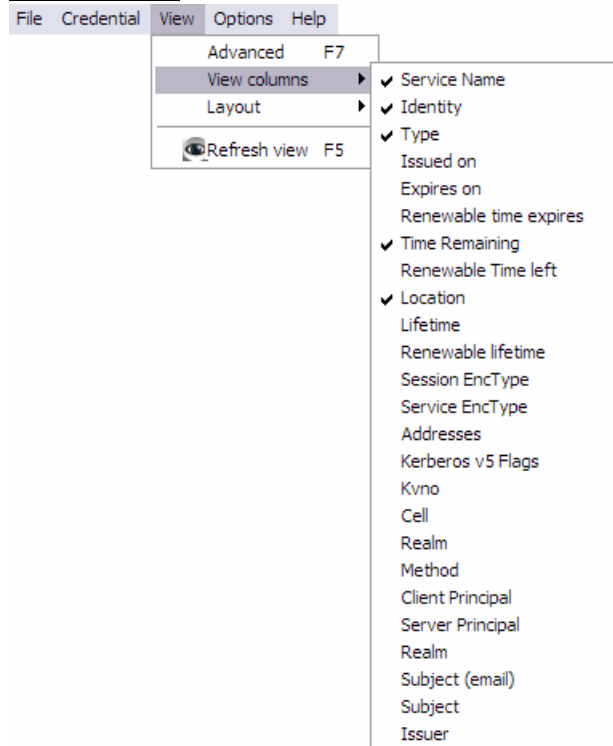 File Credential View Options Help
Advanced F7
View columns
Layout
Refresh view F5
Service Name
Identity
Type
Issued on
Expires on
Renewable time expires
Time Remaining
Renewable Time left
Location
Lifetime
Renewable lifetime
Session EncType
Service EncType
Addresses
Kerberos v5 Flags
Kvno
Cell
Realm
Method
Client Principal
Server Principal
Realm
Subject (email)
Subject
Issuer